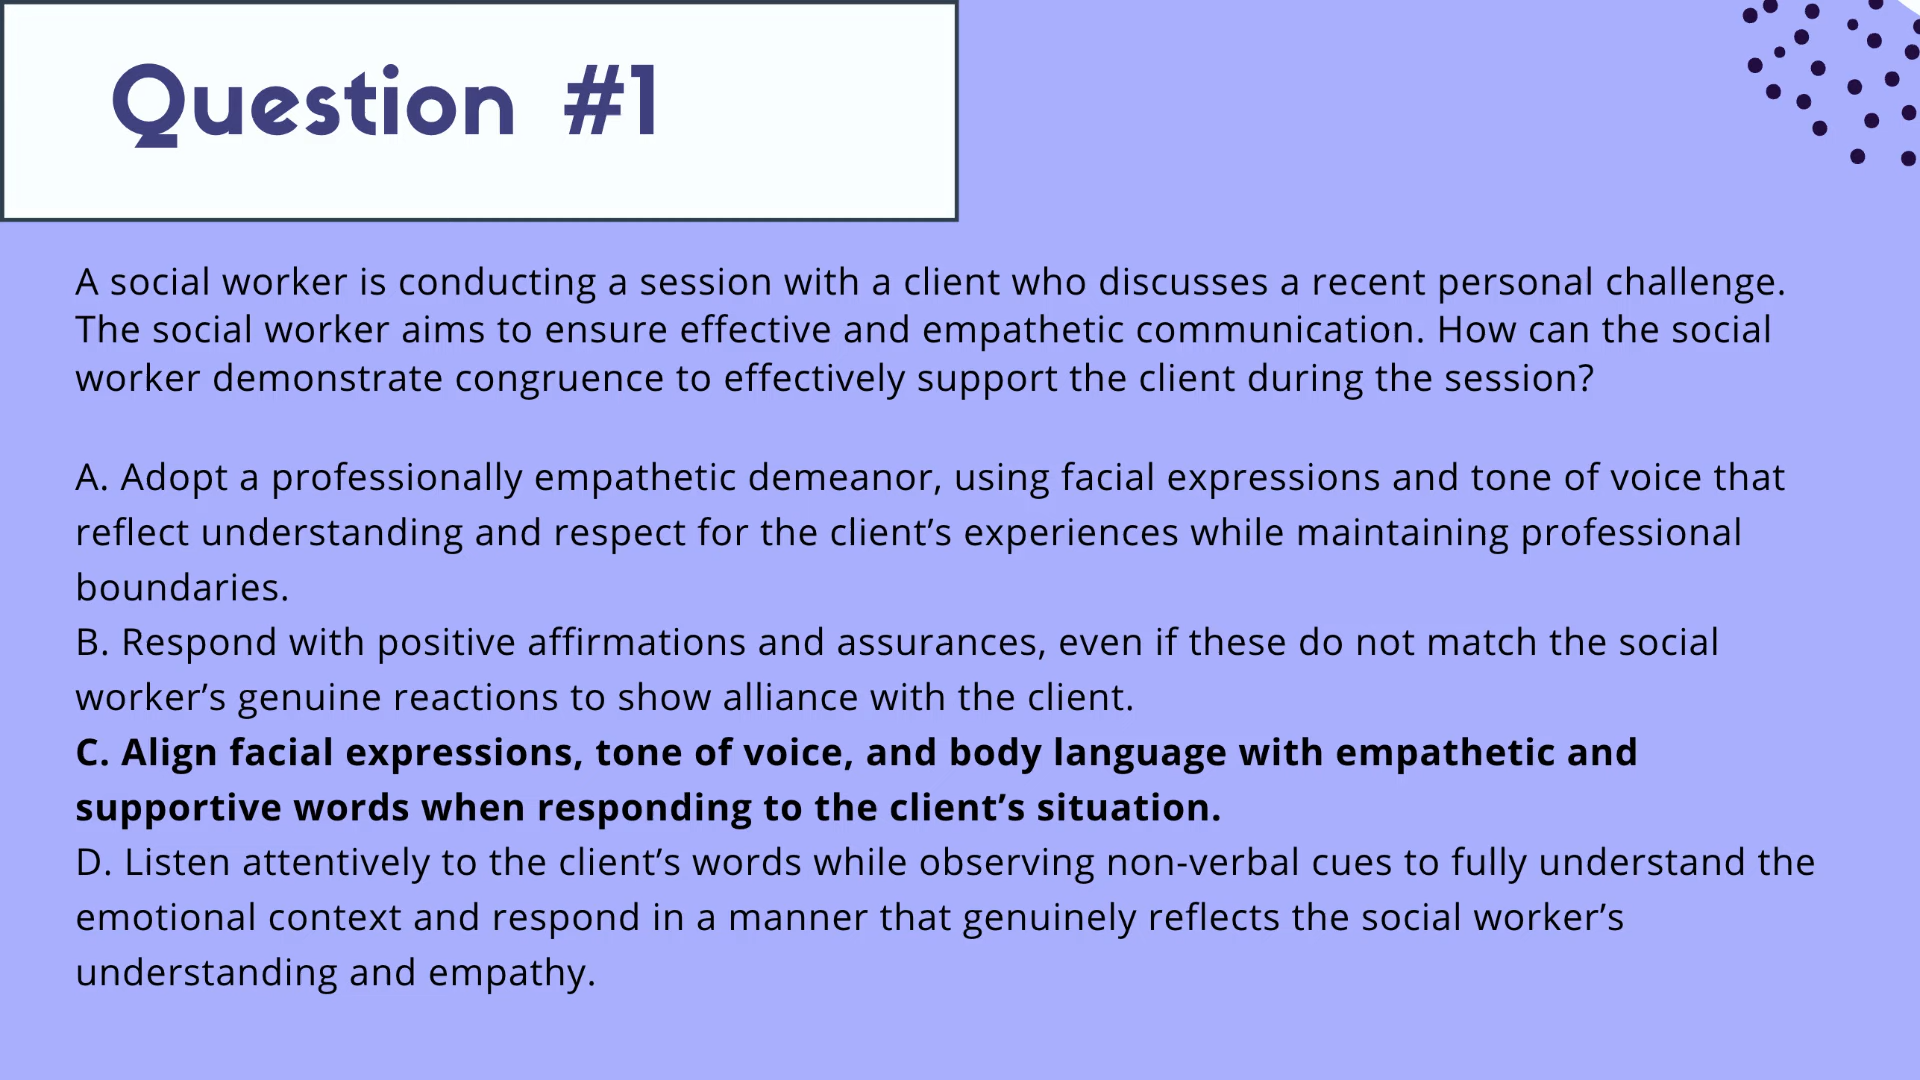 Question #1
A social worker is conducting a session with a client who discusses a recent personal challenge.
The social worker aims to ensure effective and empathetic communication. How can the social
worker demonstrate congruence to effectively support the client during the session?
A. Adopt a professionally empathetic demeanor, using facial expressions and tone of voice that
reflect understanding and respect for the client’s experiences while maintaining professional
boundaries.
B. Respond with positive affirmations and assurances, even if these do not match the social
worker’s genuine reactions to show alliance with the client.
C. Align facial expressions, tone of voice, and body language with empathetic and
supportive words when responding to the client’s situation.
D. Listen attentively to the client’s words while observing non-verbal cues to fully understand the
emotional context and respond in a manner that genuinely reflects the social worker’s
understanding and empathy.